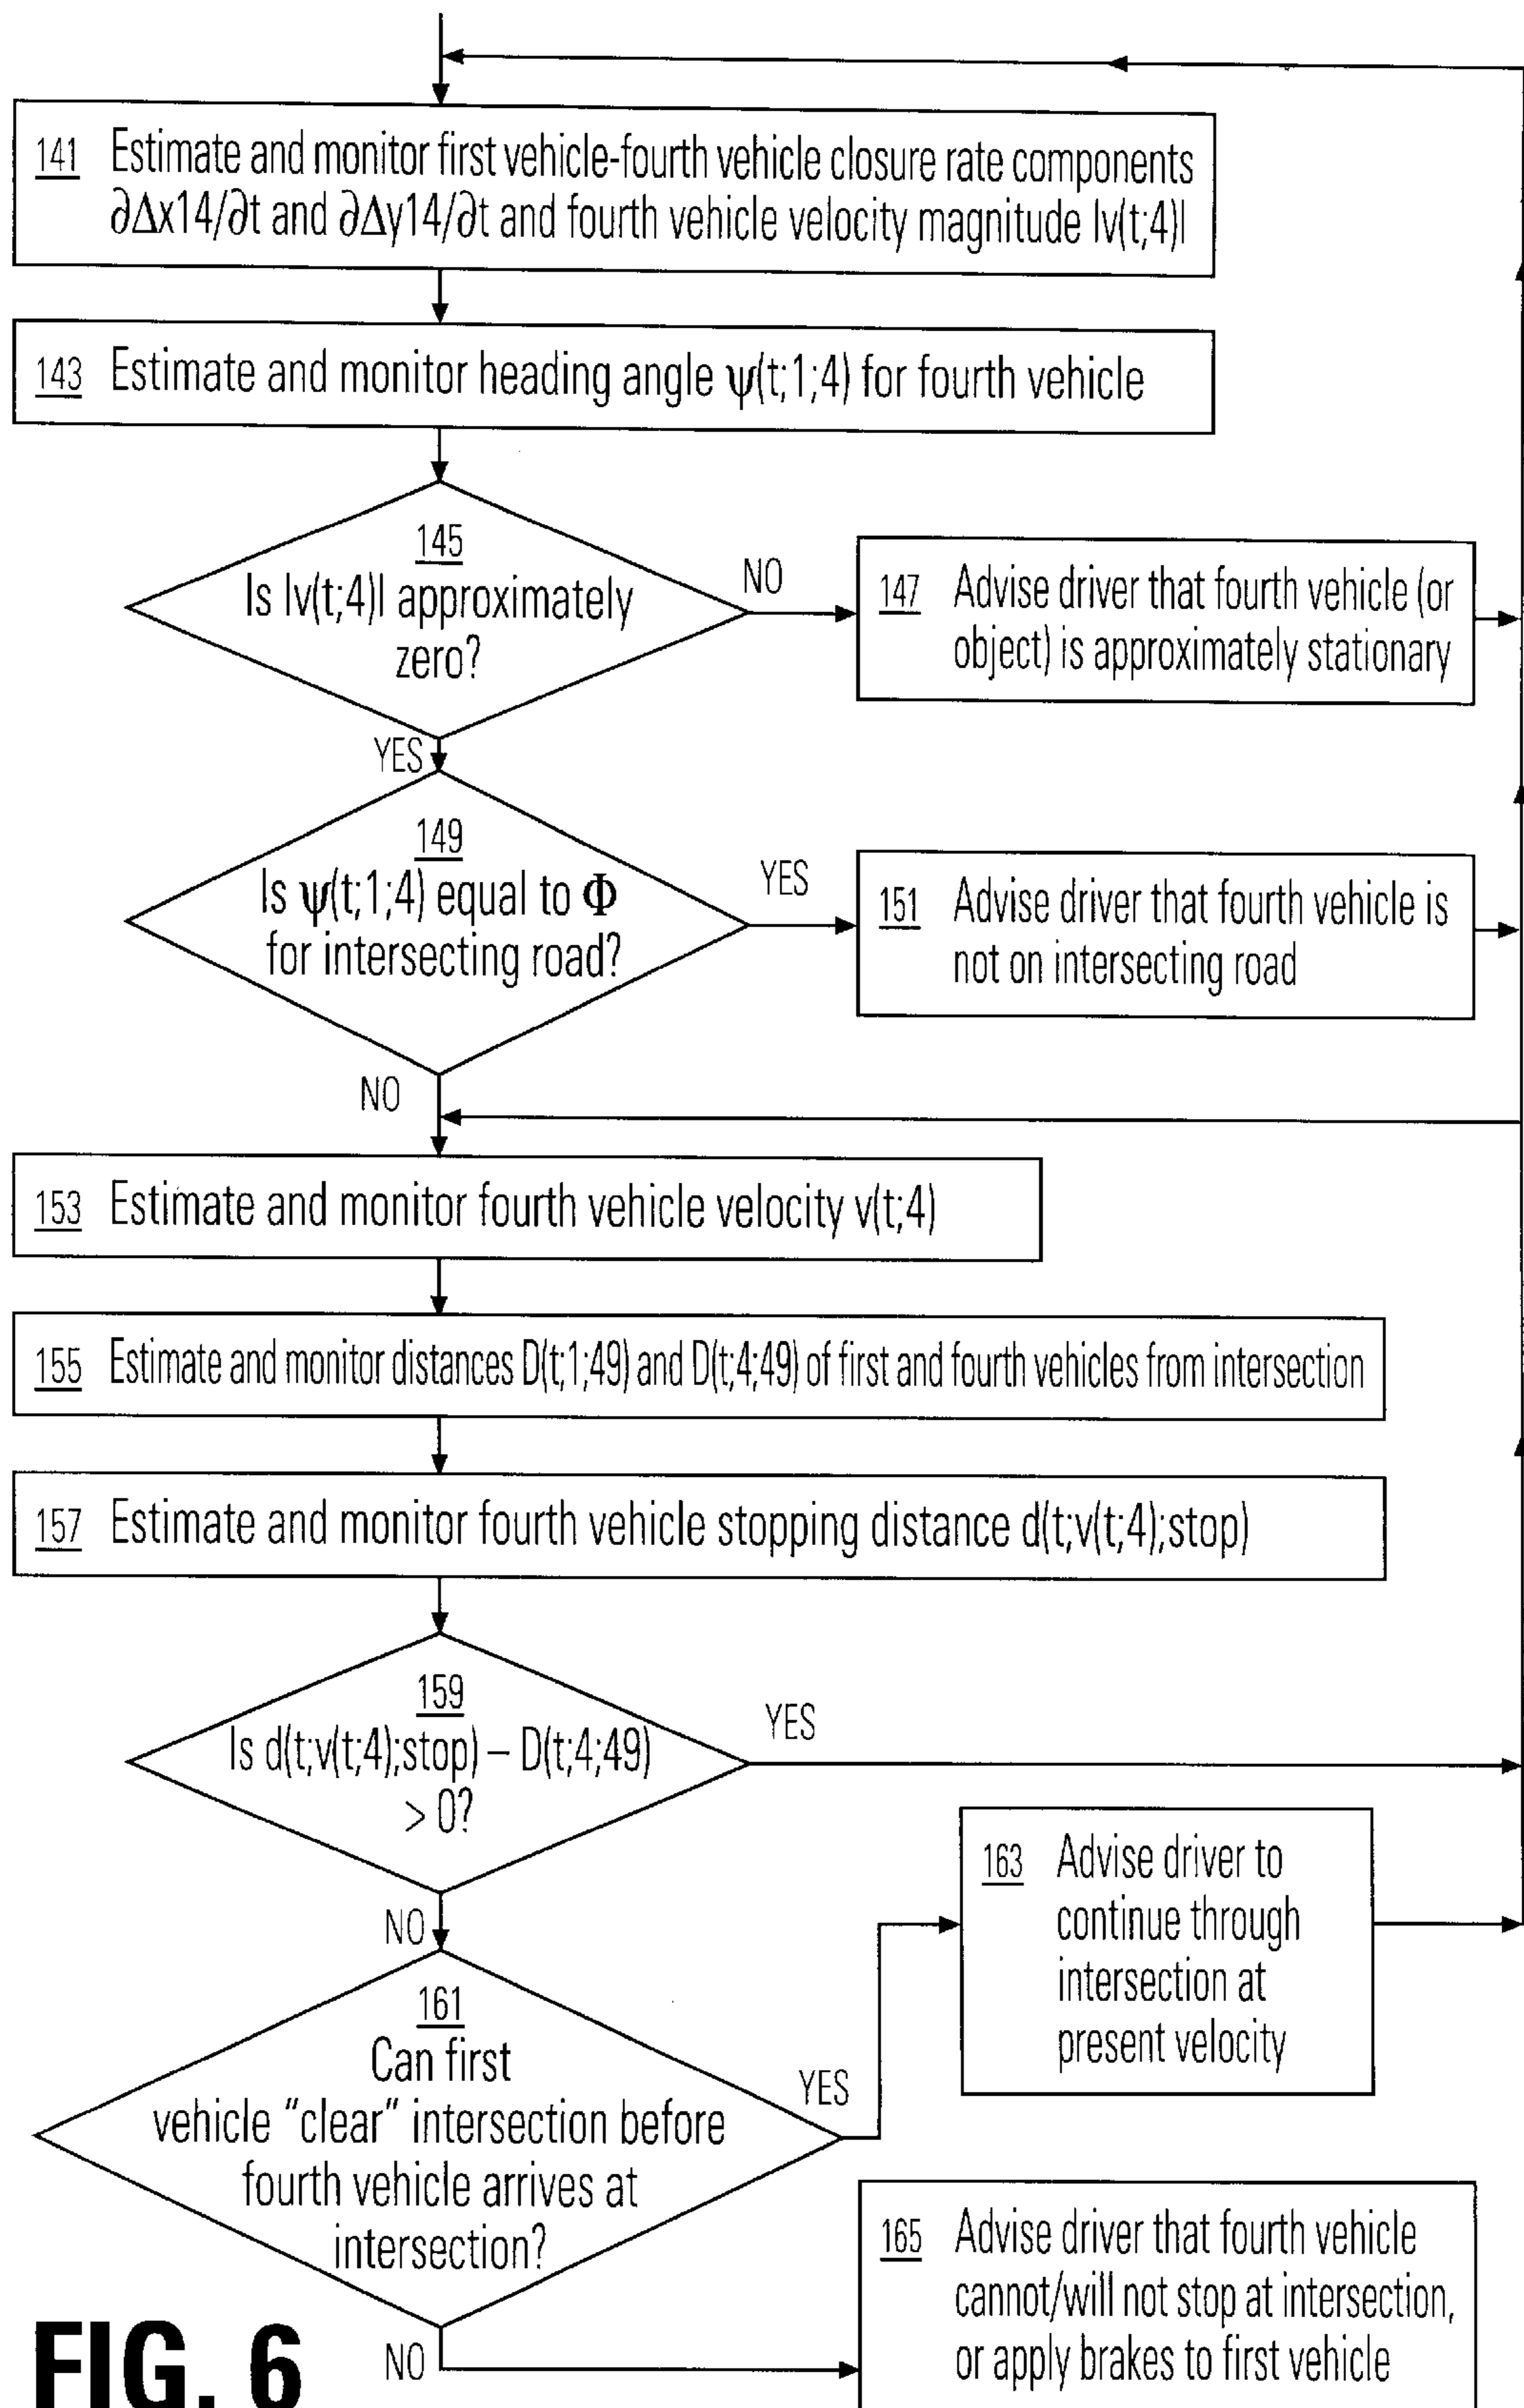 141 Estimate and monitor first vehicle-fourth vehicle closure rate components
∂Δx14/∂t and ∂Δy14/∂t and fourth vehicle velocity magnitude |v(t;4)|
143 Estimate and monitor heading angle ψ(t;1;4) for fourth vehicle
145
Is |v(t;4)| approximately
zero?
NO
147 Advise driver that fourth vehicle (or
object) is approximately stationary
YES
149
Is ψ(t;1;4) equal to Φ
for intersecting road?
YES
151 Advise driver that fourth vehicle is
not on intersecting road
NO
153 Estimate and monitor fourth vehicle velocity v(t;4)
155 Estimate and monitor distances D(t;1;49) and D(t;4;49) of first and fourth vehicles from intersection
157 Estimate and monitor fourth vehicle stopping distance d(t;v(t;4);stop)
159
Is d(t;v(t;4);stop) – D(t;4;49)
> 0?
YES
NO
163 Advise driver to
continue through
intersection at
present velocity
161
Can first
vehicle "clear" intersection before
fourth vehicle arrives at
intersection?
YES
165 Advise driver that fourth vehicle
cannot/will not stop at intersection,
or apply brakes to first vehicle
NO
FIG. 6